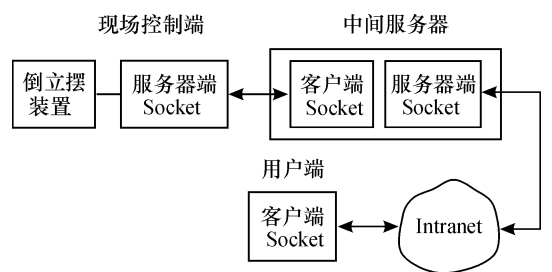 现场控制端
中间服务器
倒立摆
装置
服务器端
Socket
客户端
Socket
服务器端
Socket
用户端
客户端
Socket
Intranet